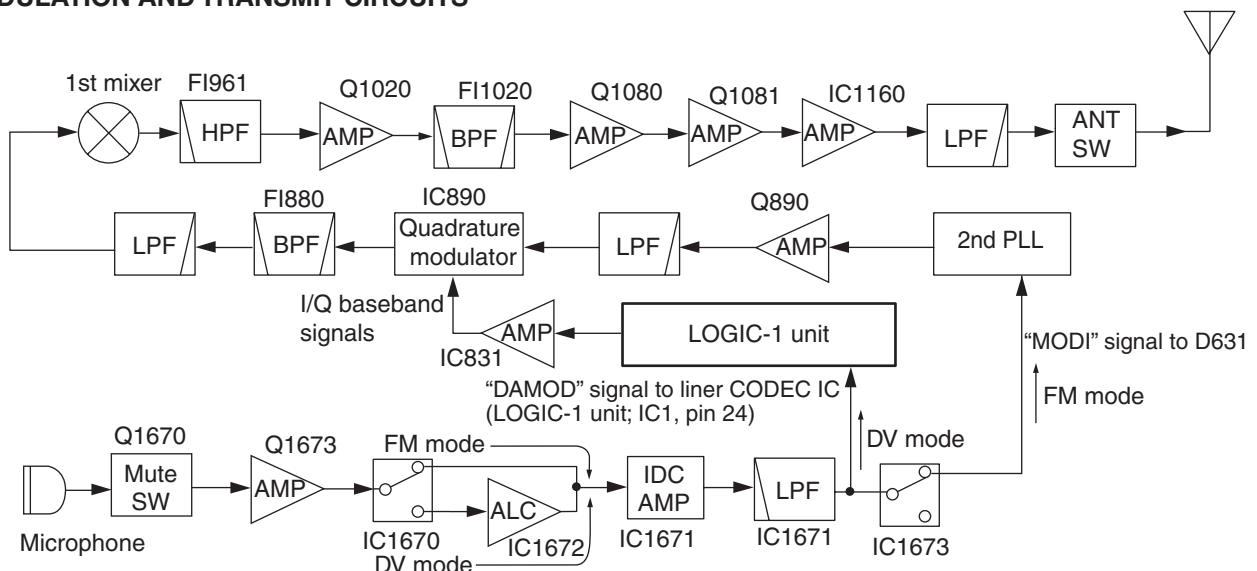 DULATION AND TRANSMIT CIRCUITS
1st mixer
FI961
HPF
Q1020
AMP
FI1020
BPF
Q1080
AMP
Q1081
AMP
IC1160
AMP
LPF
ANT
SW
LPF
FI880
BPF
IC890
Quadrature
modulator
LPF
Q890
AMP
2nd PLL
I/Q baseband
signals
AMP
IC831
LOGIC-1 unit
"MODI" signal to D631
FM mode
"DAMOD" signal to liner CODEC IC
(LOGIC-1 unit; IC1, pin 24)
DV mode
Q1670
Mute
SW
Microphone
Q1673
AMP
FM mode
IC1670
ALC
IC1672
DV mode
IDC
AMP
IC1671
LPF
IC1671
IC1673